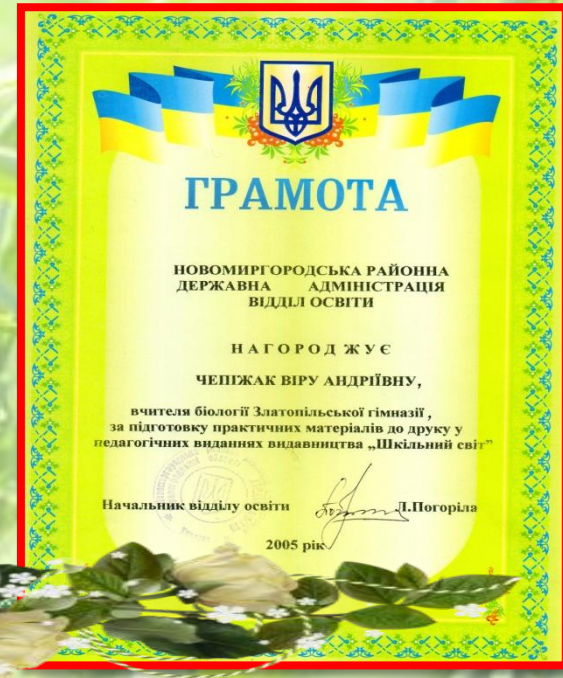 ГРАМОТА
НОВОМИРГОРОДСЬКА РАЙОННА
ДЕРЖАВНА АДМІНІСТРАЦІЯ
ВІДДІЛ ОСВІТИ
Н А Г О Р О Д Ж У Є
ЧЕПІЖАК ВІРУ АНДРІЇВНУ,
вчителя біології Златопільської гімназії ,
за підготовку практичних матеріалів до друку у
педагогічних виданнях видавництва „Шкільний світ”
Начальник відділу освіти Л.Погоріла
2005 рік